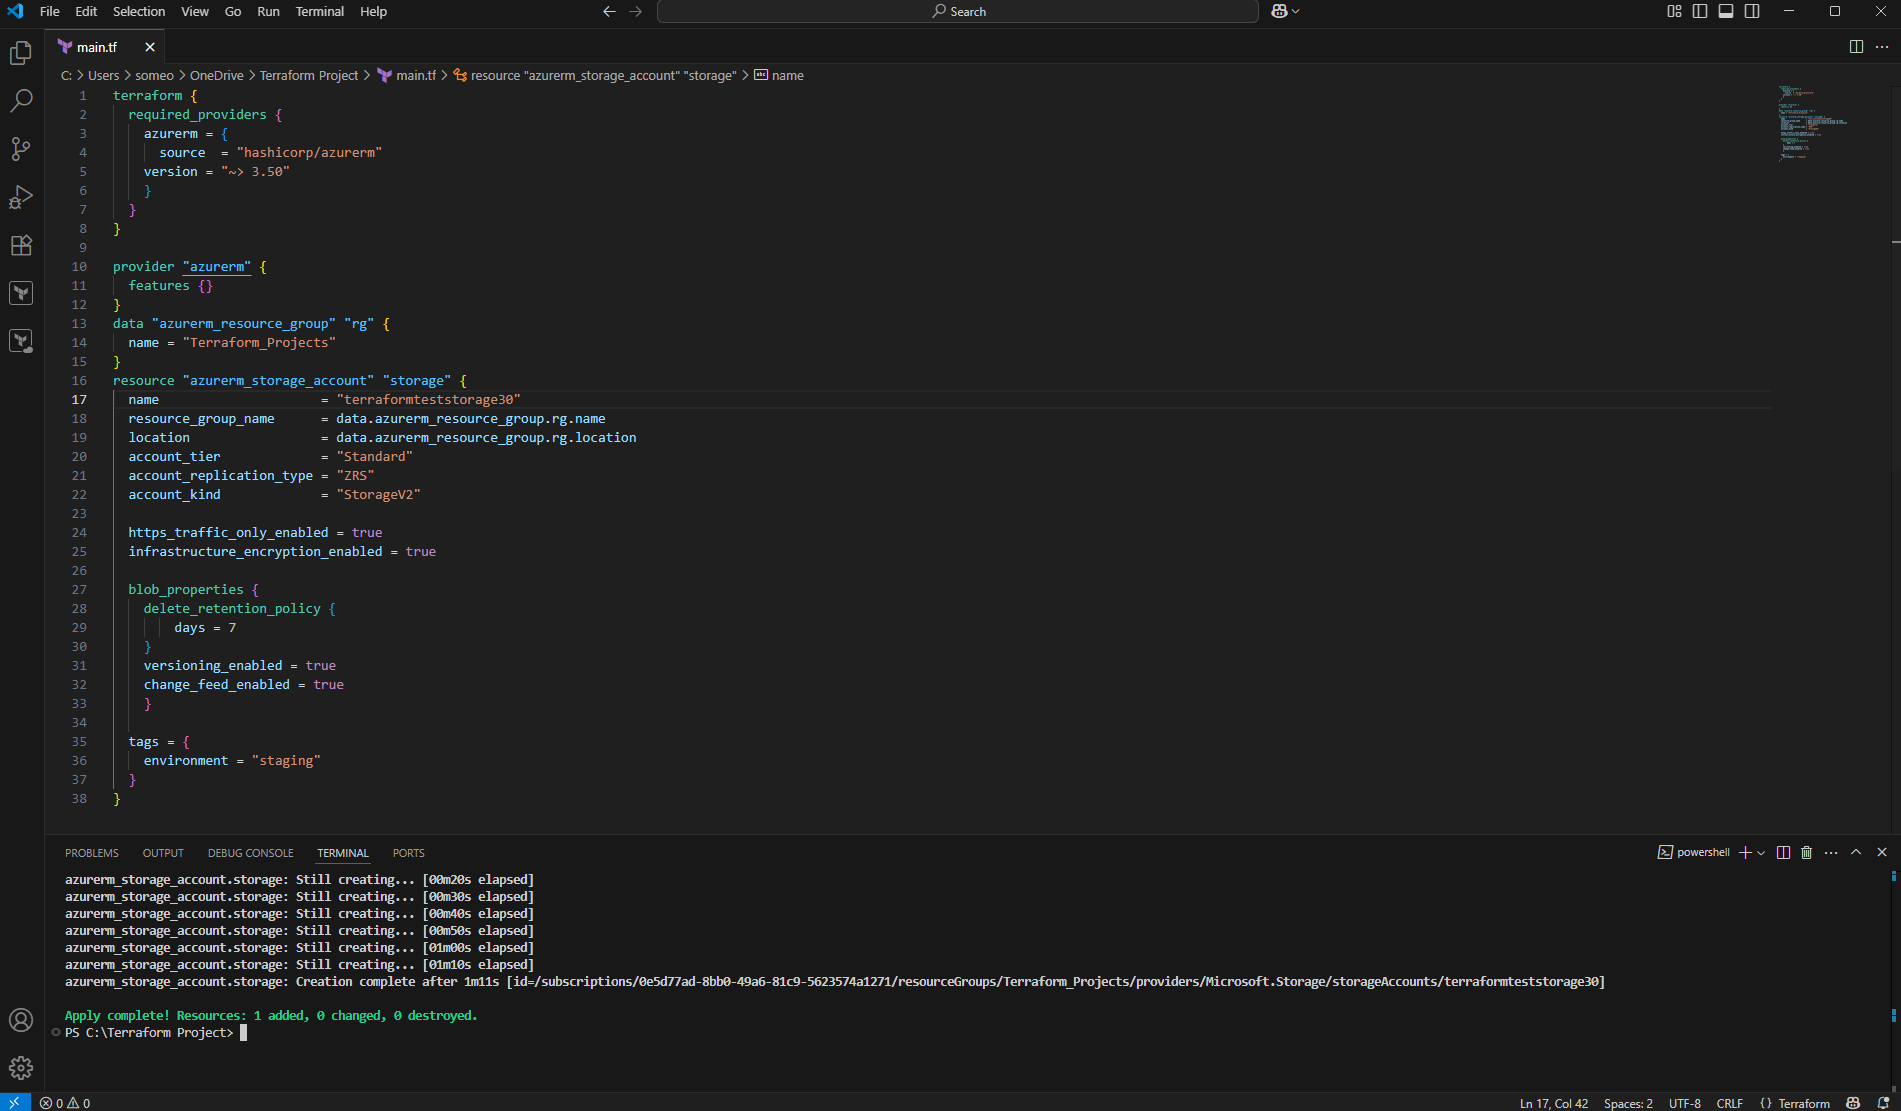 File Edit Selection View Go Run Terminal Help Search
main.tf
C: > Users > someo > OneDrive > Terraform Project > main.tf > resource "azurerm_storage_account" "storage" > name
1 terraform {
2 required_providers {
3 azurerm = {
4 source = "hashicorp/azurerm"
5 version = "~> 3.50"
6 }
7 }
8 }
9
10 provider "azurerm" {
11 features {}
12 }
13 data "azurerm_resource_group" "rg" {
14 name = "Terraform_Projects"
15 }
16 resource "azurerm_storage_account" "storage" {
17 name = "terraformteststorage30"
18 resource_group_name = data.azurerm_resource_group.rg.name
19 location = data.azurerm_resource_group.rg.location
20 account_tier = "Standard"
21 account_replication_type = "ZRS"
22 account_kind = "StorageV2"
23
24 https_traffic_only_enabled = true
25 infrastructure_encryption_enabled = true
26
27 blob_properties {
28 delete_retention_policy {
29 days = 7
30 }
31 versioning_enabled = true
32 change_feed_enabled = true
33 }
34
35 tags = {
36 environment = "staging"
37 }
38 }
PROBLEMS OUTPUT DEBUG CONSOLE TERMINAL PORTS powershell
azurerm_storage_account.storage: Still creating... [00m20s elapsed]
azurerm_storage_account.storage: Still creating... [00m30s elapsed]
azurerm_storage_account.storage: Still creating... [00m40s elapsed]
azurerm_storage_account.storage: Still creating... [00m50s elapsed]
azurerm_storage_account.storage: Still creating... [01m00s elapsed]
azurerm_storage_account.storage: Still creating... [01m10s elapsed]
azurerm_storage_account.storage: Creation complete after 1m11s [id=/subscriptions/0e5d77ad-8bb0-49a6-81c9-5623574a1271/resourceGroups/Terraform_Projects/providers/Microsoft.Storage/storageAccounts/terraformteststorage30]
Apply complete! Resources: 1 added, 0 changed, 0 destroyed.
PS C:\Terraform Project>
0 0 Ln 17, Col 42 Spaces: 2 UTF-8 CRLF {} Terraform